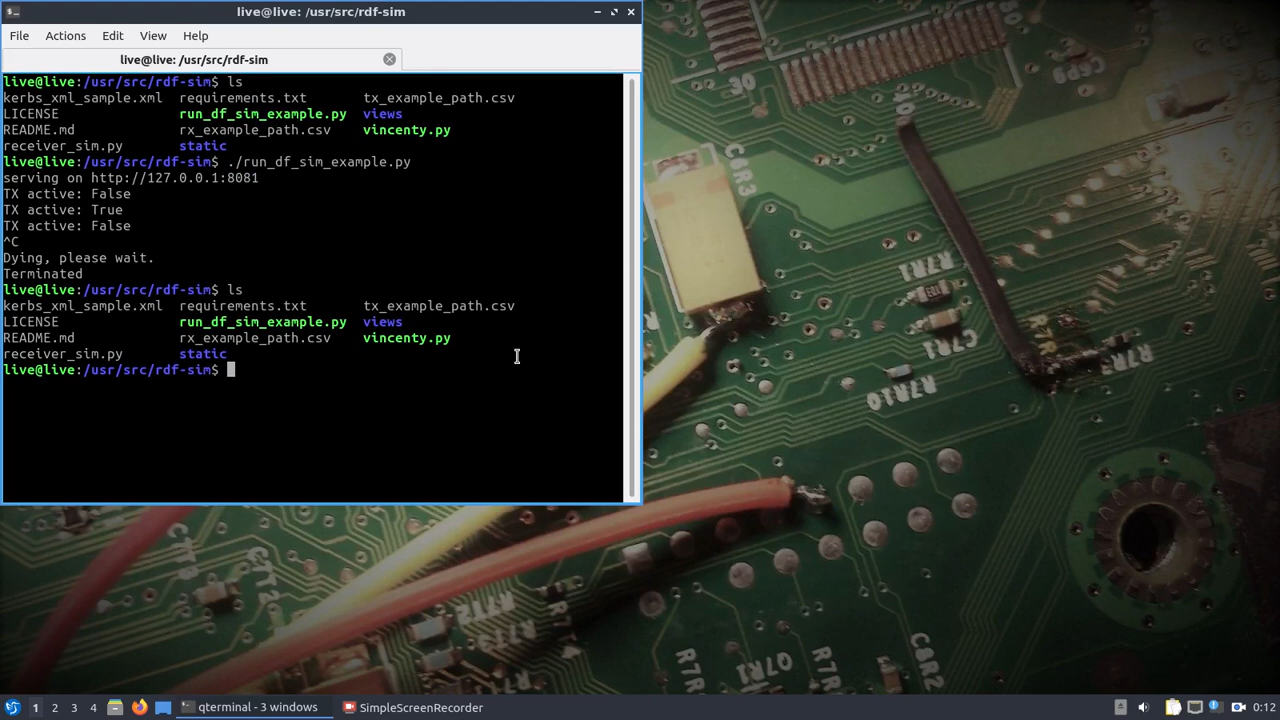 live@live: /usr/src/rdf-sim
File Actions Edit View Help
live@live: /usr/src/rdf-sim
live@live:/usr/src/rdf-sim$ ls
kerbs_xml_sample.xml requirements.txt tx_example_path.csv
LICENSE run_df_sim_example.py views
README.md rx_example_path.csv vincenty.py
receiver_sim.py static
live@live:/usr/src/rdf-sim$ ./run_df_sim_example.py
serving on http://127.0.0.1:8081
TX active: False
TX active: True
TX active: False
^C
Dying, please wait.
Terminated
live@live:/usr/src/rdf-sim$ ls
kerbs_xml_sample.xml requirements.txt tx_example_path.csv
LICENSE run_df_sim_example.py views
README.md rx_example_path.csv vincenty.py
receiver_sim.py static
live@live:/usr/src/rdf-sim$
C6R3
R7R1
C7R1
R7R10
C8R2
1 2 3 4 qterminal - 3 windows SimpleScreenRecorder 0:12